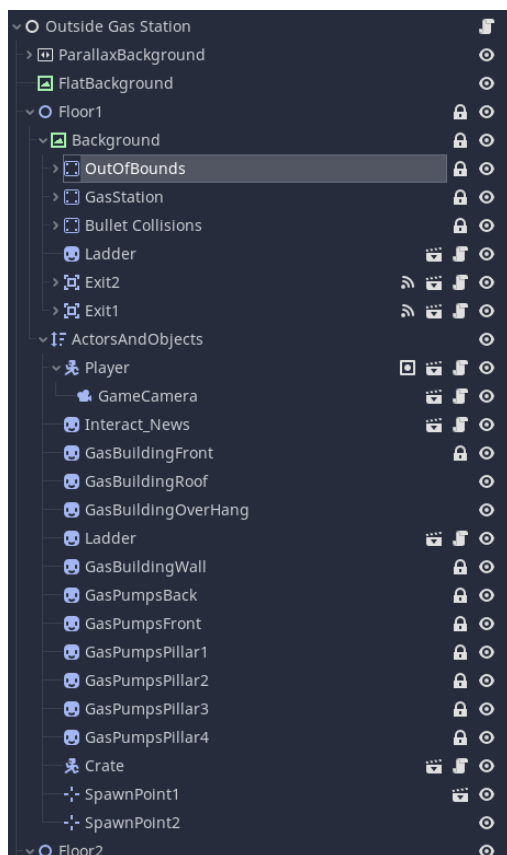 Outside Gas Station
ParallaxBackground
FlatBackground
Floor1
Background
OutOfBounds
GasStation
Bullet Collisions
Ladder
Exit2
Exit1
ActorsAndObjects
Player
GameCamera
Interact_News
GasBuildingFront
GasBuildingRoof
GasBuildingOverHang
Ladder
GasBuildingWall
GasPumpsBack
GasPumpsFront
GasPumpsPillar1
GasPumpsPillar2
GasPumpsPillar3
GasPumpsPillar4
Crate
SpawnPoint1
SpawnPoint2
Floor2